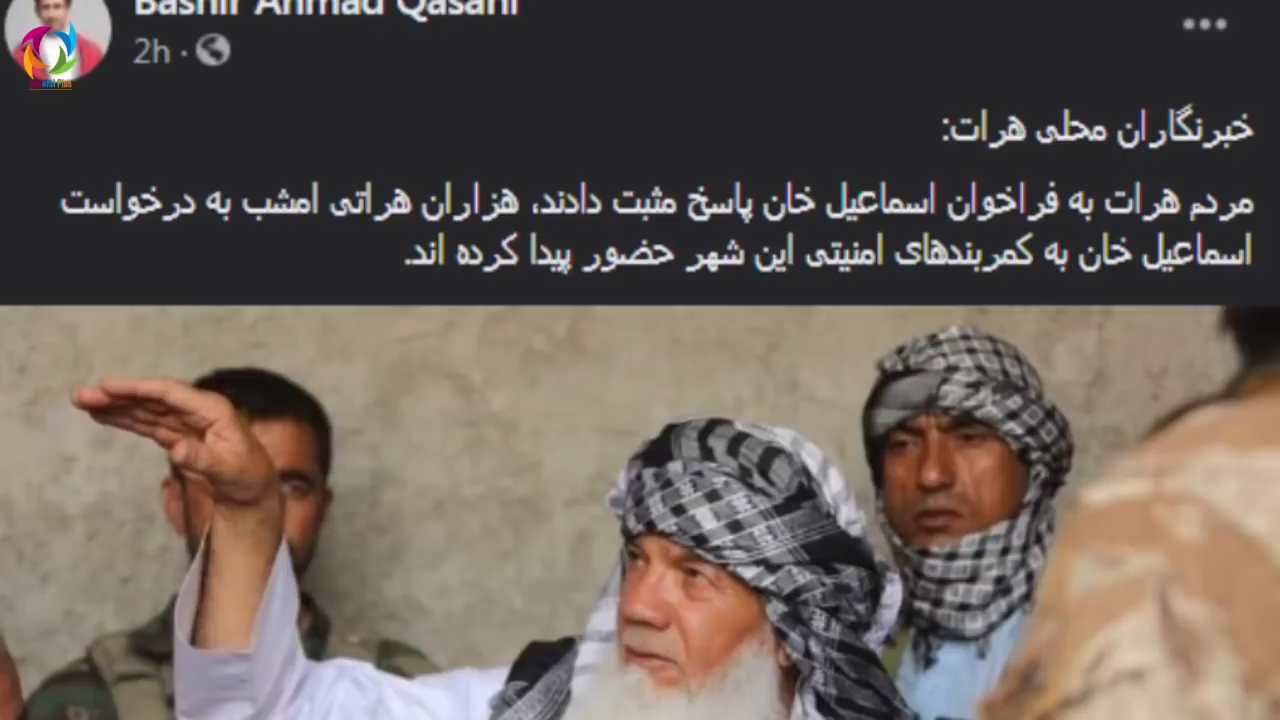 Bashir Ahmad Qasani
2h ·
خبرنگاران محلی هرات:
مردم هرات به فراخوان اسماعیل خان پاسخ مثبت دادند، هزاران هراتی امشب به درخواست
اسماعیل خان به کمربندهای امنیتی این شهر حضور پیدا کرده اند.